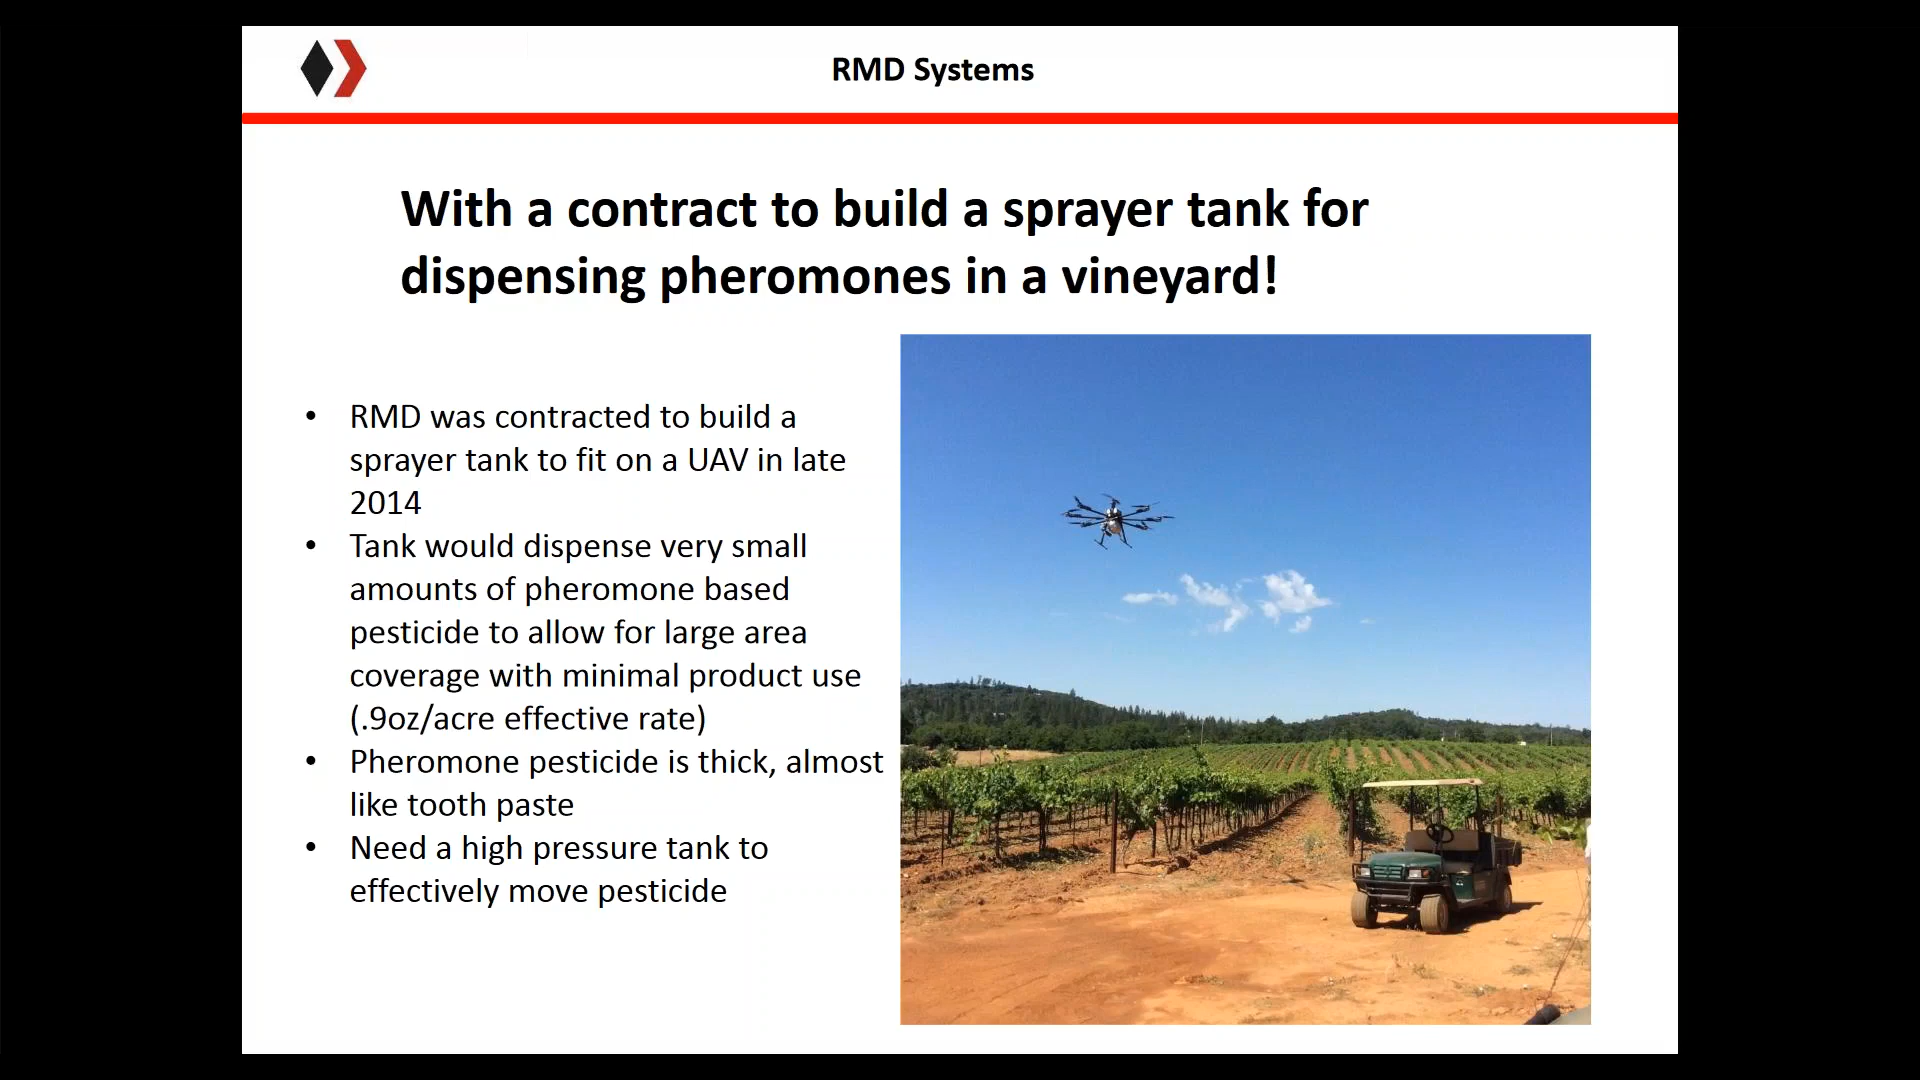 RMD Systems
With a contract to build a sprayer tank for
dispensing pheromones in a vineyard!
• RMD was contracted to build a
sprayer tank to fit on a UAV in late
2014
• Tank would dispense very small
amounts of pheromone based
pesticide to allow for large area
coverage with minimal product use
(.9oz/acre effective rate)
• Pheromone pesticide is thick, almost
like tooth paste
• Need a high pressure tank to
effectively move pesticide